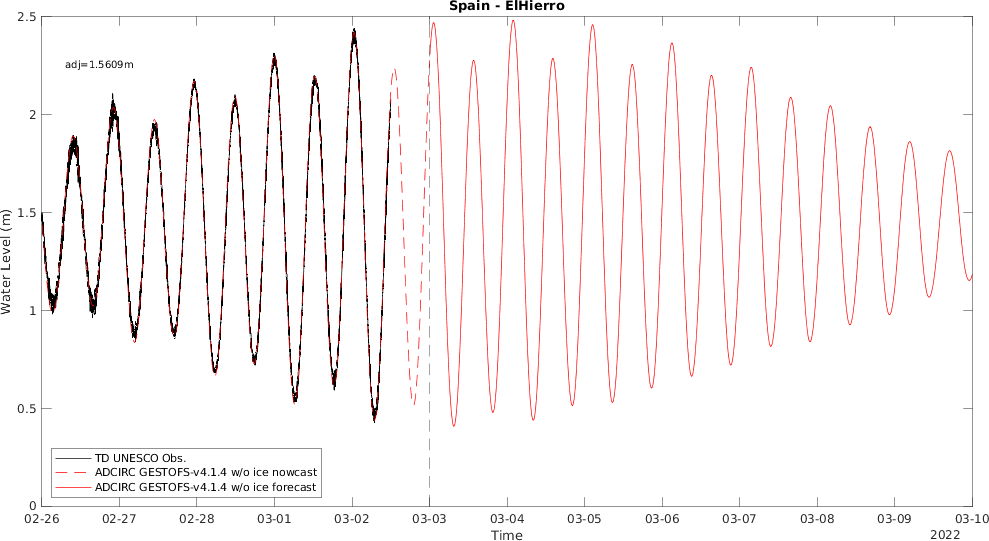 Spain - ElHierro
adj=1.5609m
Water Level (m)
2.5
2
1.5
1
0.5
0
TD UNESCO Obs.
ADCIRC GESTOFS-v4.1.4 w/o ice nowcast
ADCIRC GESTOFS-v4.1.4 w/o ice forecast
02-26 02-27 02-28 03-01 03-02 03-03 03-04 03-05 03-06 03-07 03-08 03-09 03-10
Time
2022